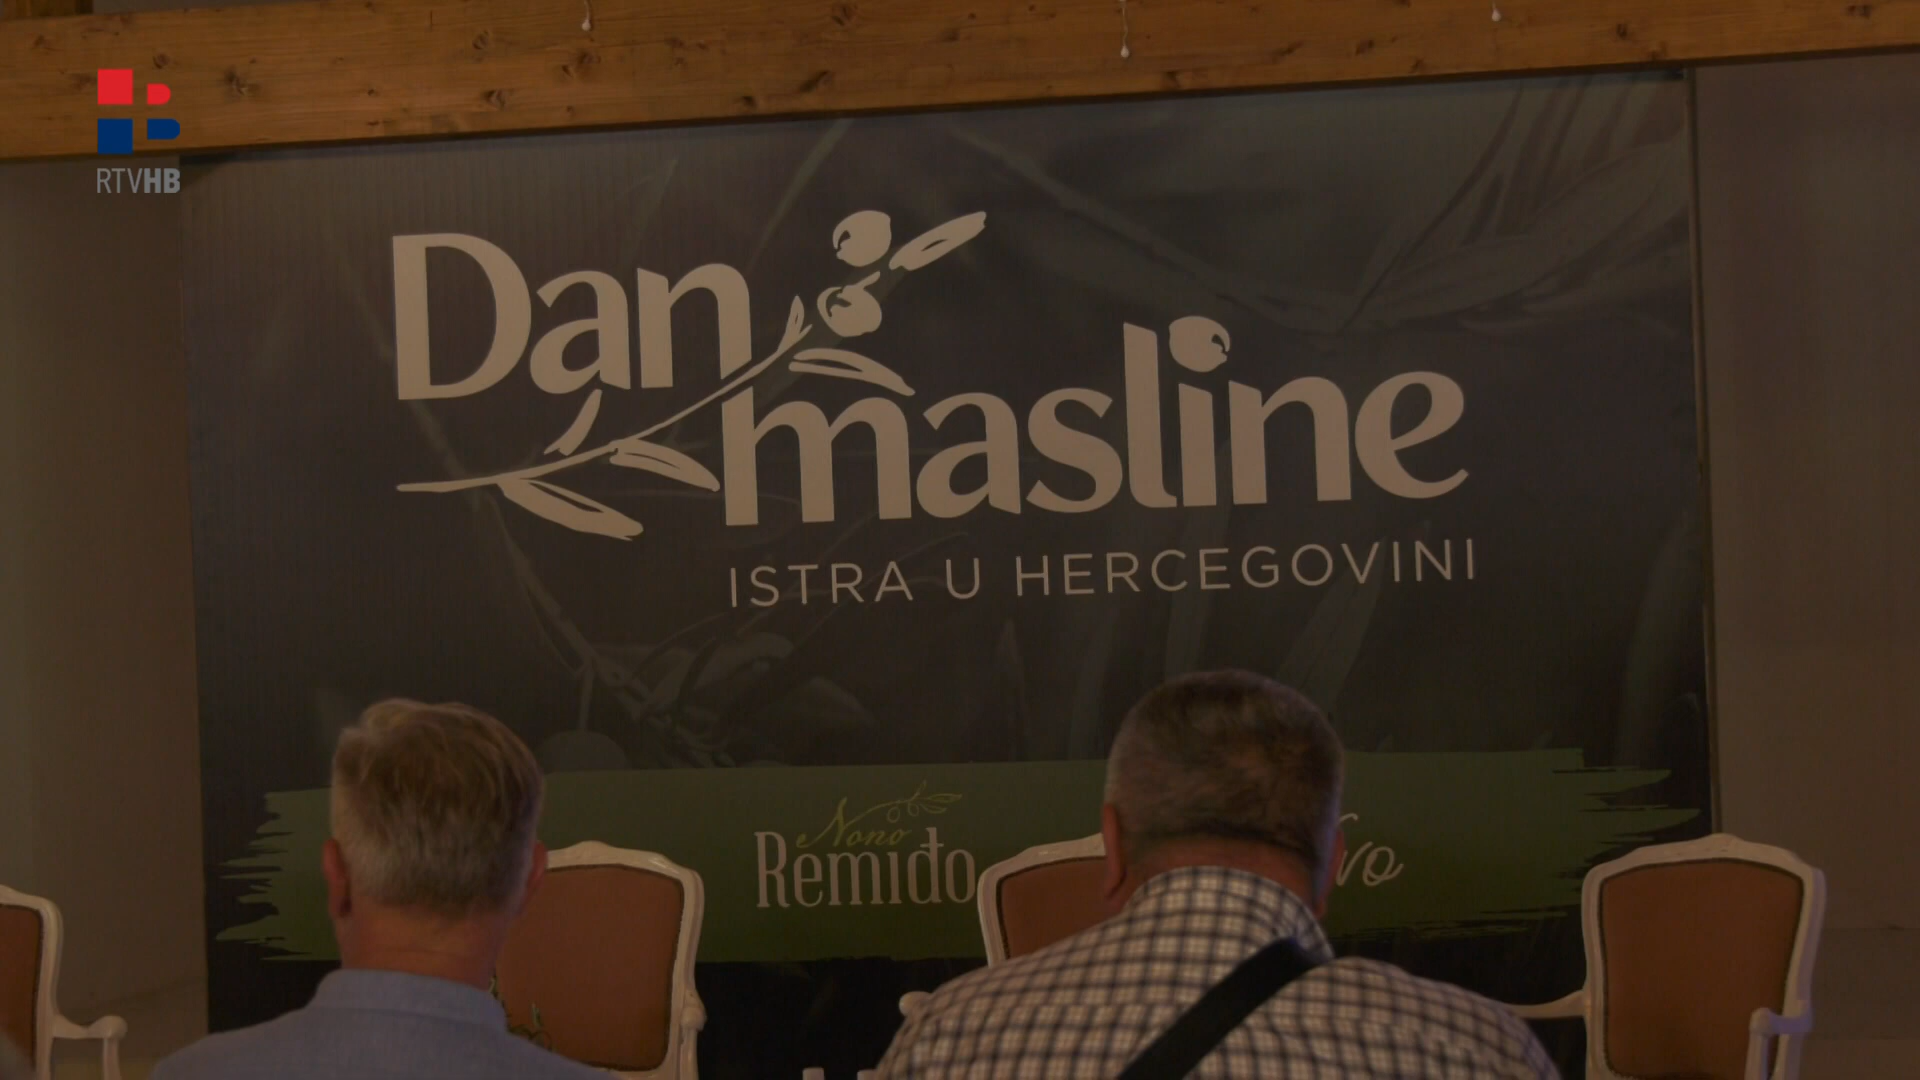 RTVHB
Dan
masline
ISTRA U HERCEGOVINI
Nono
Remiđo